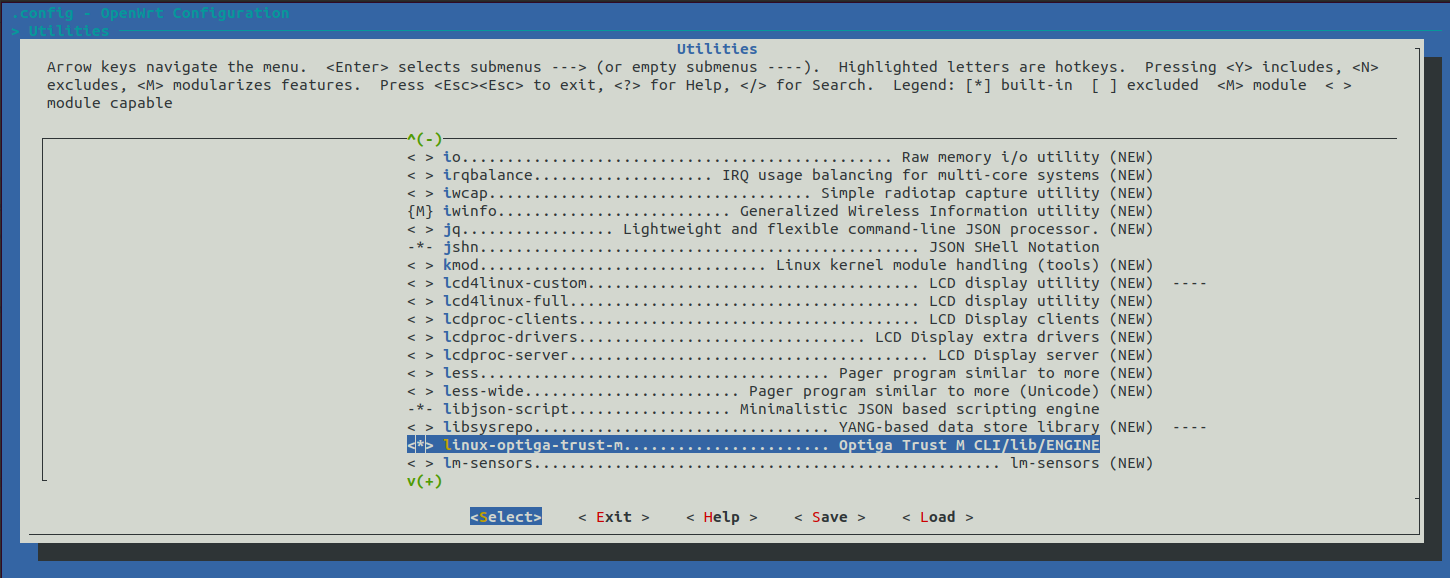 .config - OpenWrt Configuration
> Utilities
Utilities
Arrow keys navigate the menu.  <Enter> selects submenus ---> (or empty submenus ----).  Highlighted letters are hotkeys.  Pressing <Y> includes, <N>
excludes, <M> modularizes features.  Press <Esc><Esc> to exit, <?> for Help, </> for Search.  Legend: [*] built-in  [ ] excluded  <M> module  < >
module capable
^(-)
< > io................................................ Raw memory i/o utility (NEW)
< > irqbalance.................... IRQ usage balancing for multi-core systems (NEW)
< > iwcap.................................... Simple radiotap capture utility (NEW)
{M} iwinfo.......................... Generalized Wireless Information utility (NEW)
< > jq................. Lightweight and flexible command-line JSON processor. (NEW)
-*- jshn................................................. JSON SHell Notation
< > kmod................................ Linux kernel module handling (tools) (NEW)
< > lcd4linux-custom..................................... LCD display utility (NEW)  ----
< > lcd4linux-full....................................... LCD display utility (NEW)
< > lcdproc-clients...................................... LCD Display clients (NEW)
< > lcdproc-drivers................................ LCD Display extra drivers (NEW)
< > lcdproc-server........................................ LCD Display server (NEW)
< > less....................................... Pager program similar to more (NEW)
< > less-wide........................ Pager program similar to more (Unicode) (NEW)
-*- libjson-script.................. Minimalistic JSON based scripting engine
< > libsysrepo................................. YANG-based data store library (NEW)  ----
<*> linux-optiga-trust-m....................... Optiga Trust M CLI/lib/ENGINE
< > lm-sensors.................................................... lm-sensors (NEW)
v(+)
<Select>    < Exit >    < Help >    < Save >    < Load >